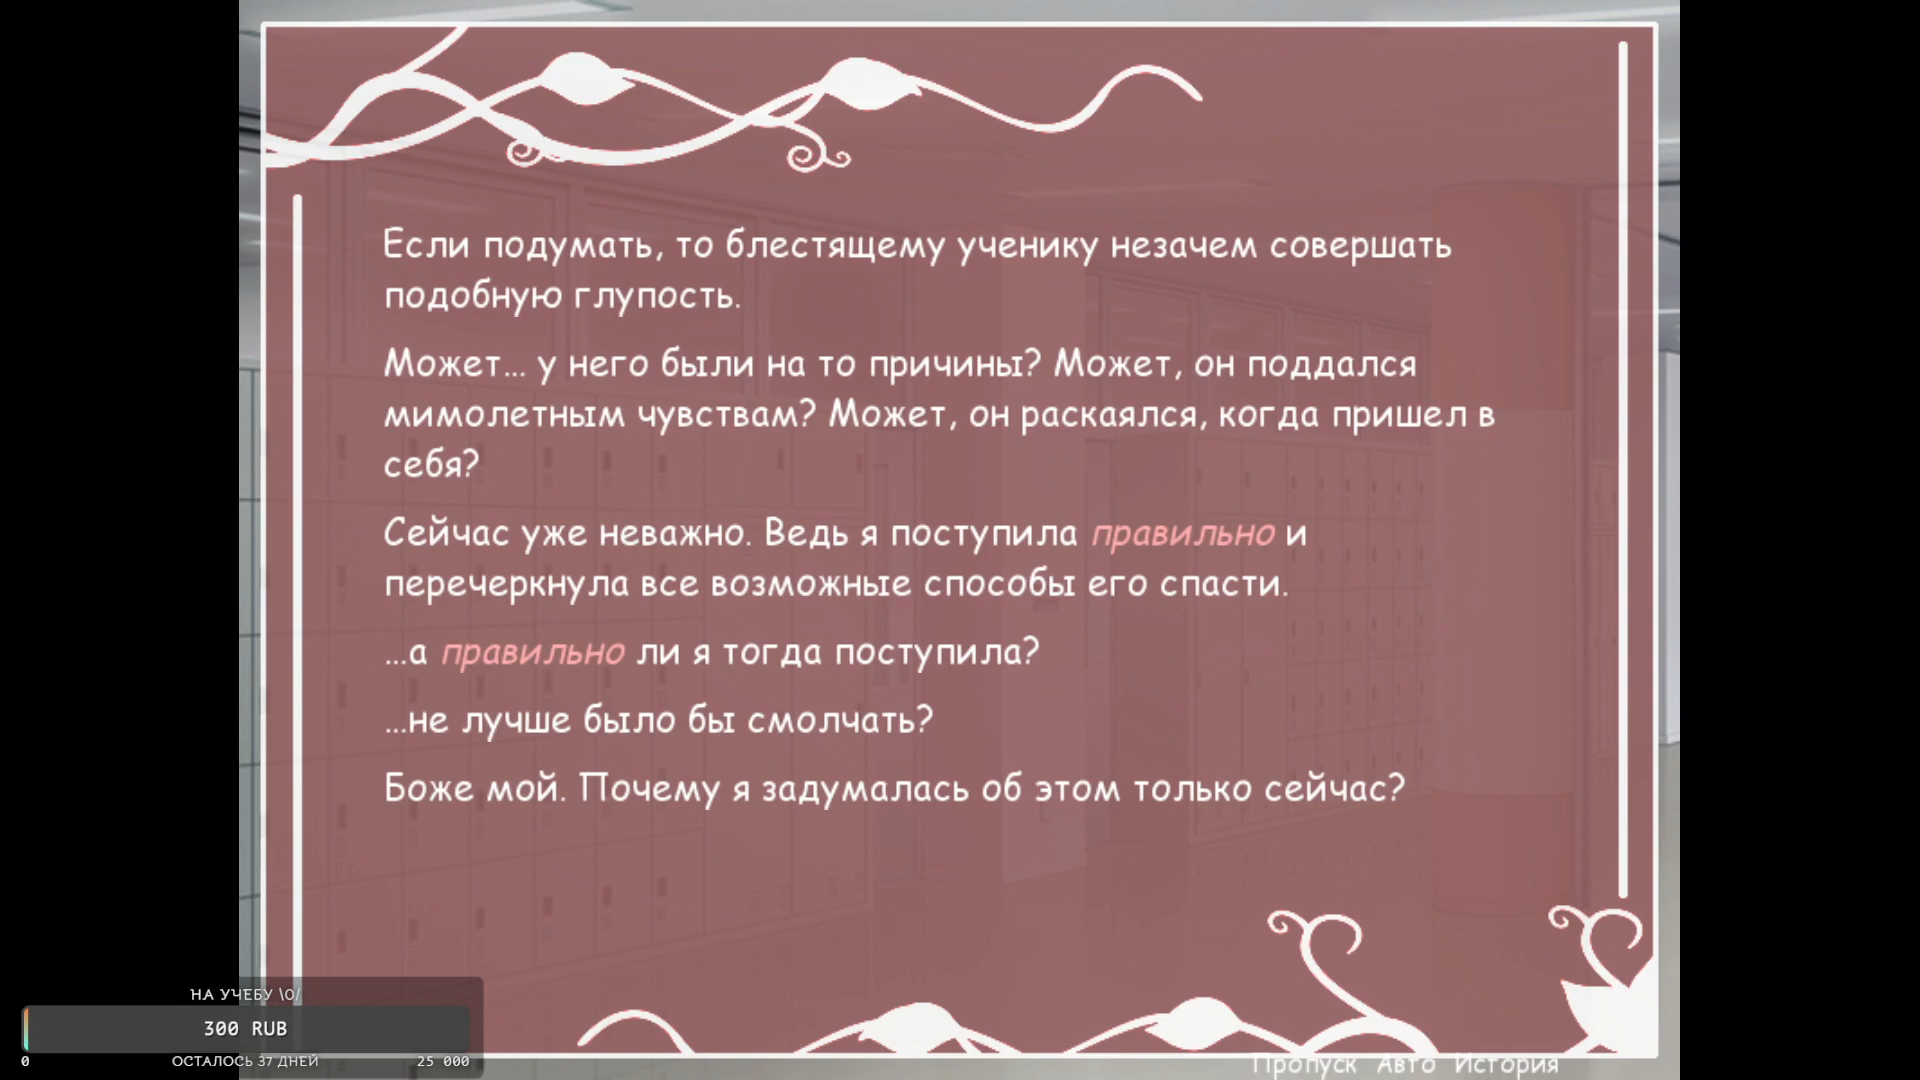 Если подумать, то блестящему ученику незачем совершать
подобную глупость.
Может... у него были на то причины? Может, он поддался
мимолетным чувствам? Может, он раскаялся, когда пришел в
себя?
Сейчас уже неважно. Ведь я поступила правильно и
перечеркнула все возможные способы его спасти.
...а правильно ли я тогда поступила?
...не лучше было бы смолчать?
Боже мой. Почему я задумалась об этом только сейчас?
НА УЧЕБУ \O/
300 RUB
0 ОСТАЛОСЬ 37 ДНЕЙ 25 000
Пропуск Авто История